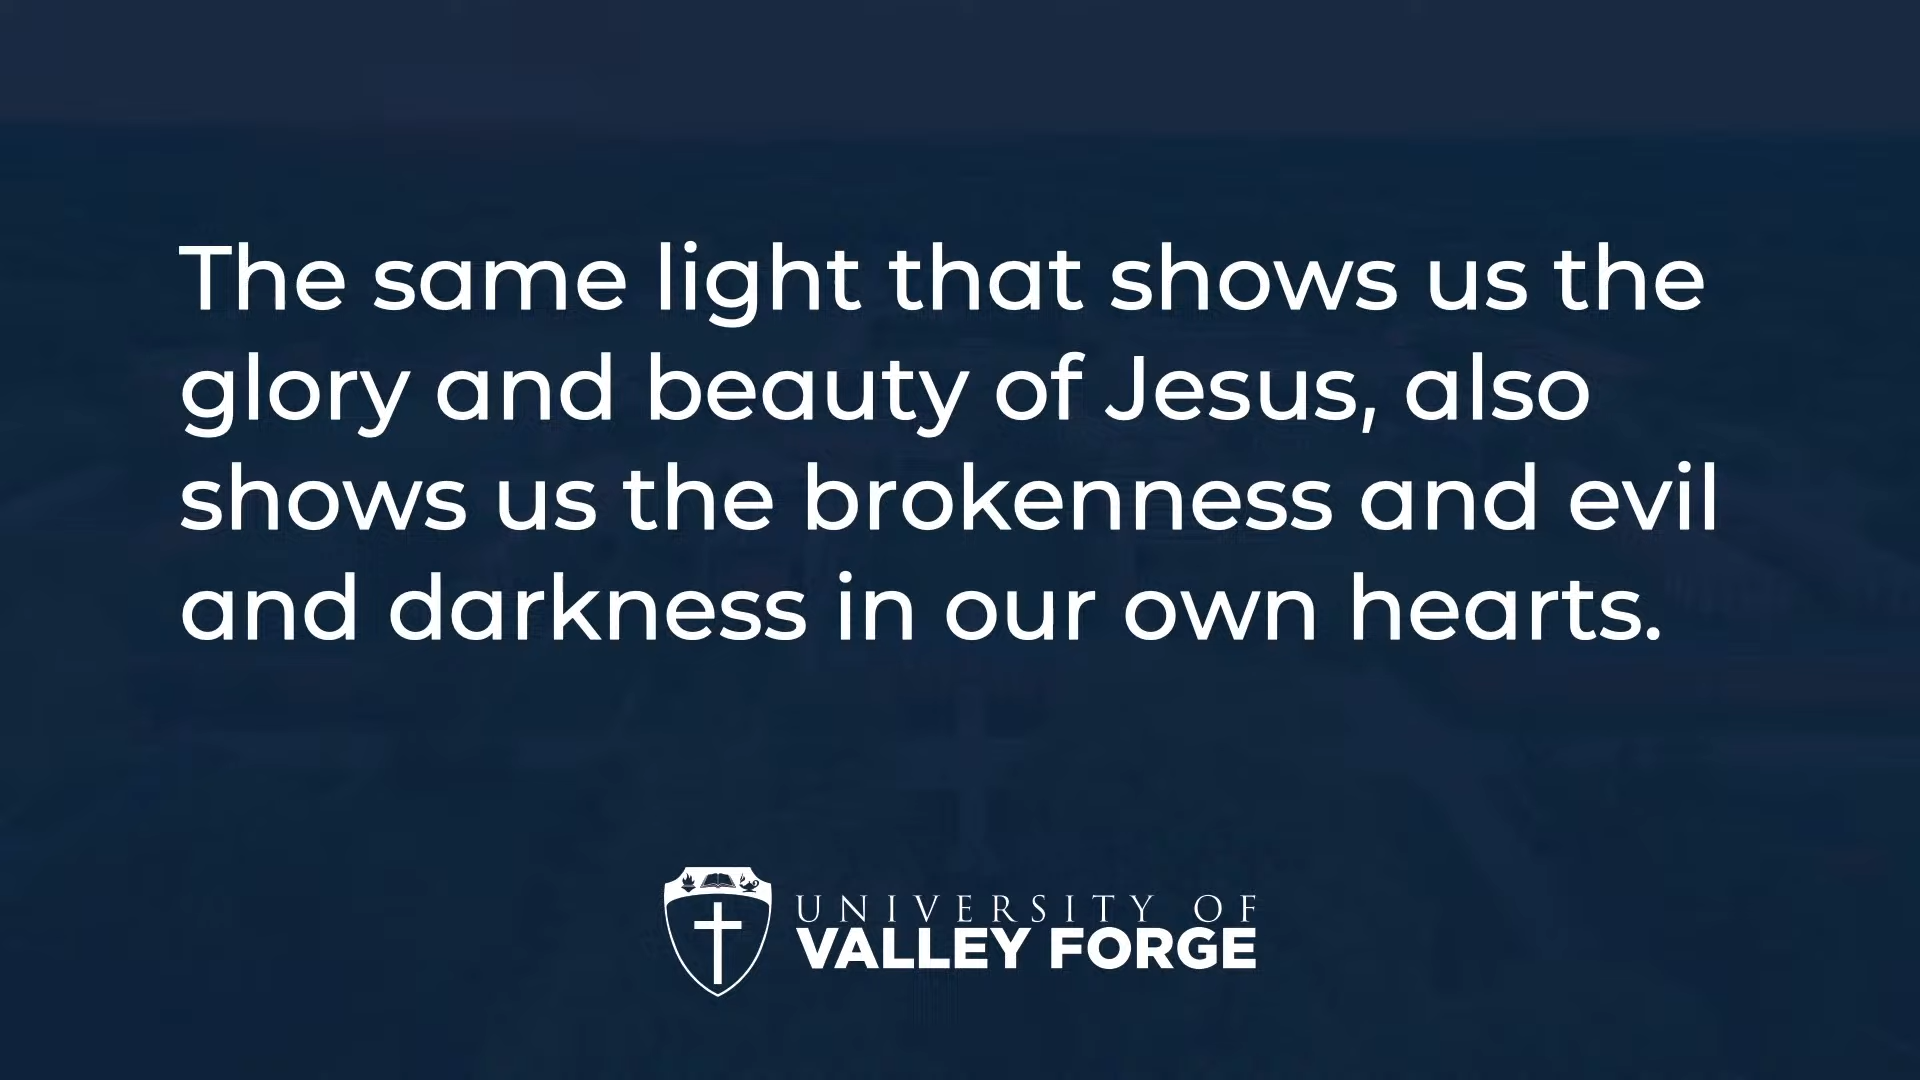 The same light that shows us the
glory and beauty of Jesus, also
shows us the brokenness and evil
and darkness in our own hearts.
UNIVERSITY OF
VALLEY FORGE